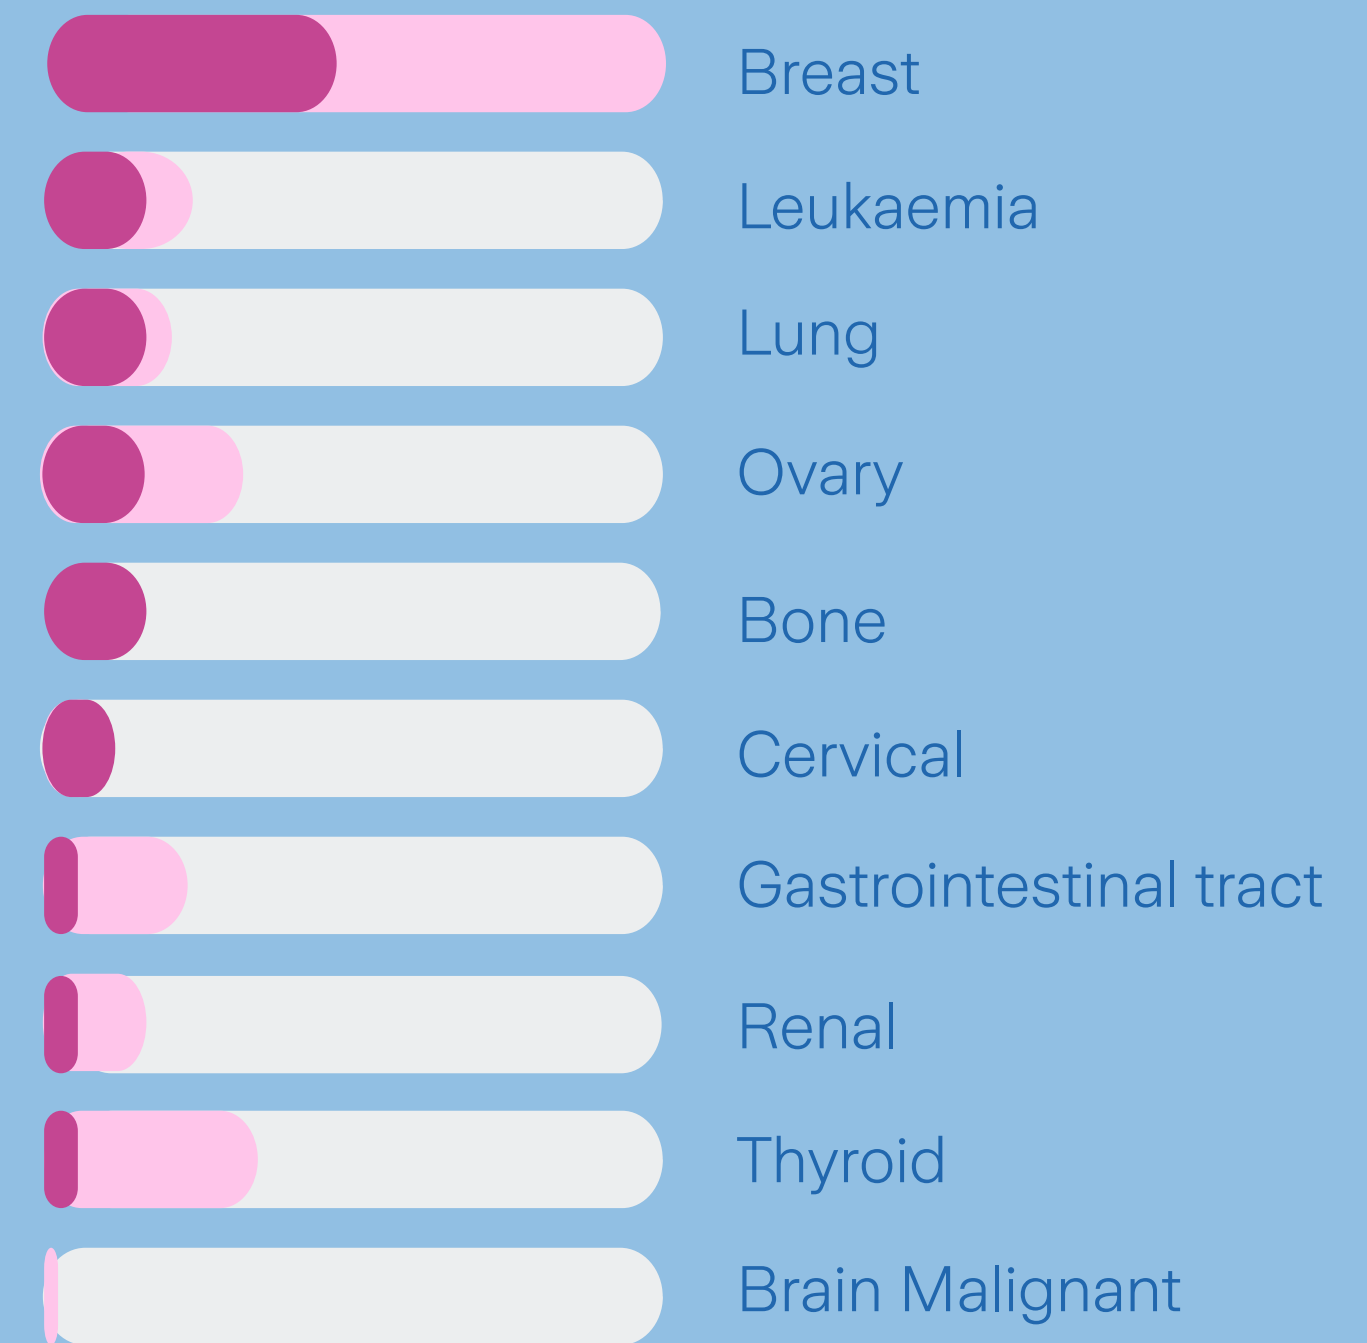 Breast
Leukaemia
Lung
Ovary
Bone
Cervical
Gastrointestinal tract
Renal
Thyroid
Brain Malignant